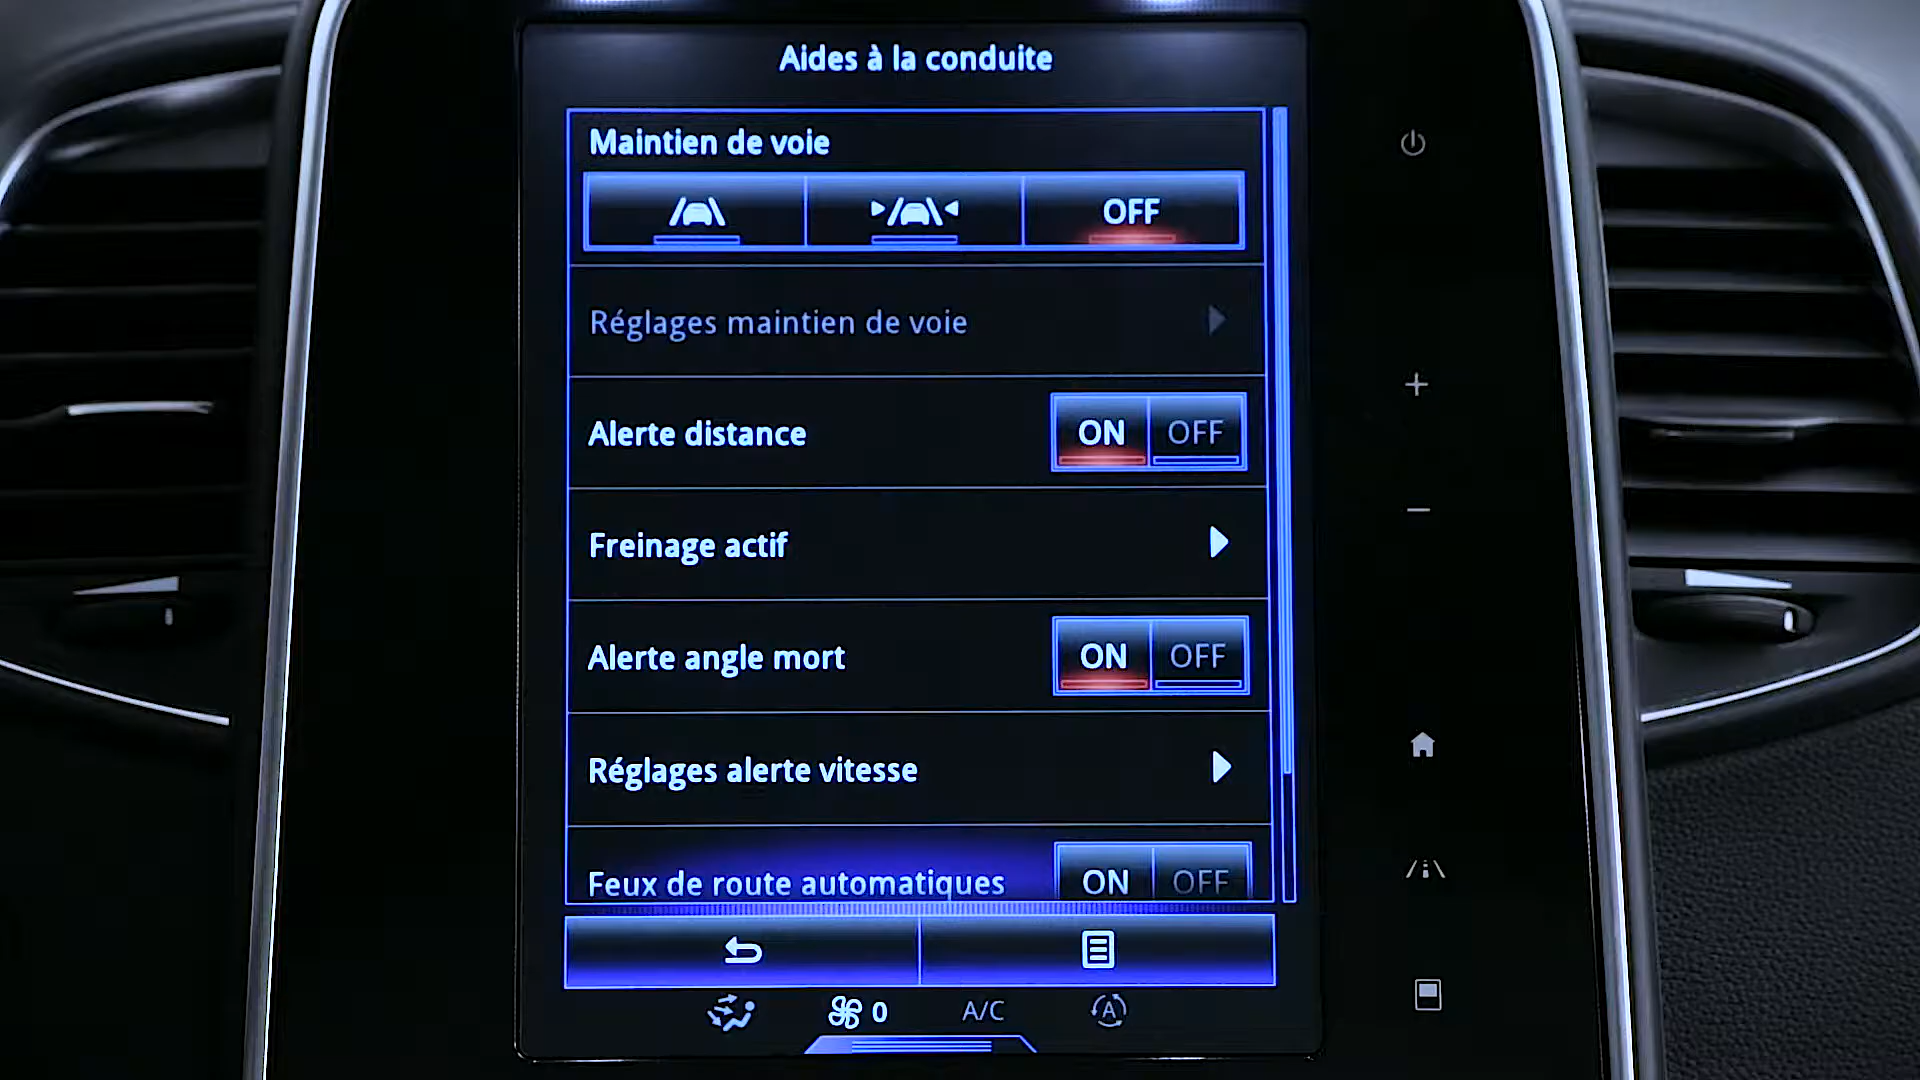 Aides à la conduite
Maintien de voie
OFF
Réglages maintien de voie
Alerte distance ON OFF
Freinage actif
Alerte angle mort ON OFF
Réglages alerte vitesse
Feux de route automatiques ON OFF
0 A/C A